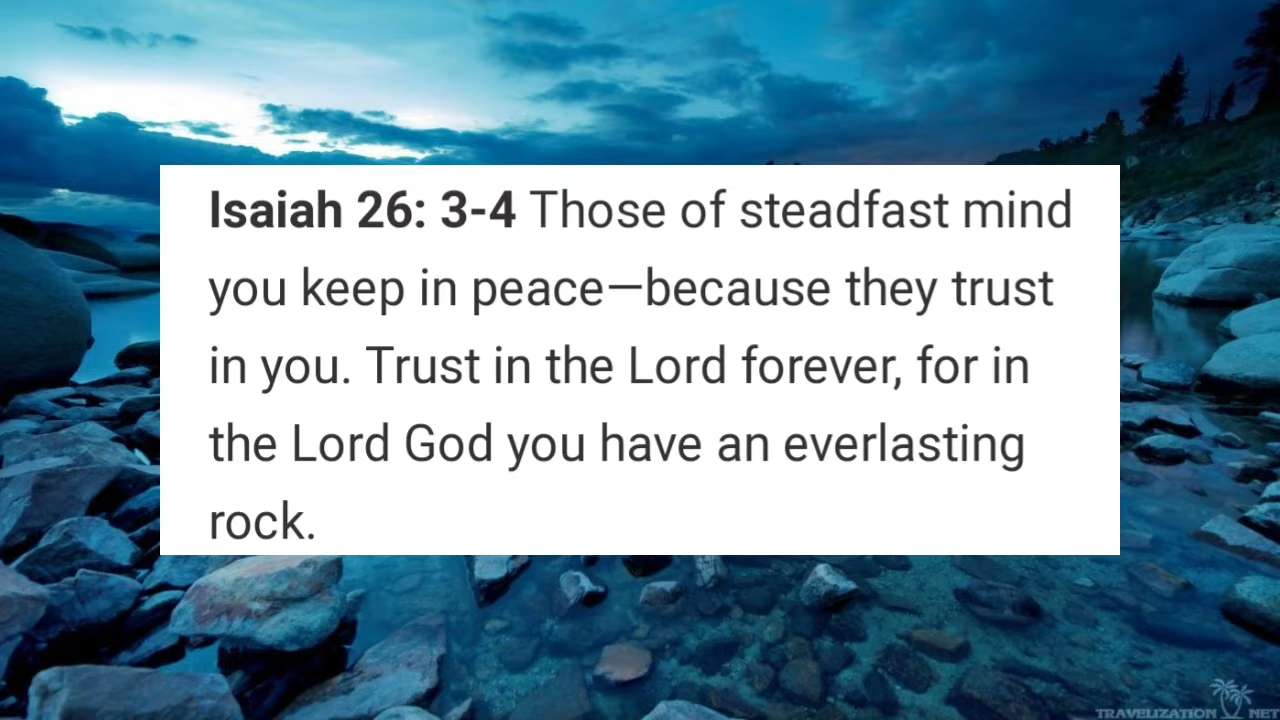 Isaiah 26: 3-4 Those of steadfast mind
you keep in peace—because they trust
in you. Trust in the Lord forever, for in
the Lord God you have an everlasting
rock.
TRAVELIZATION NET